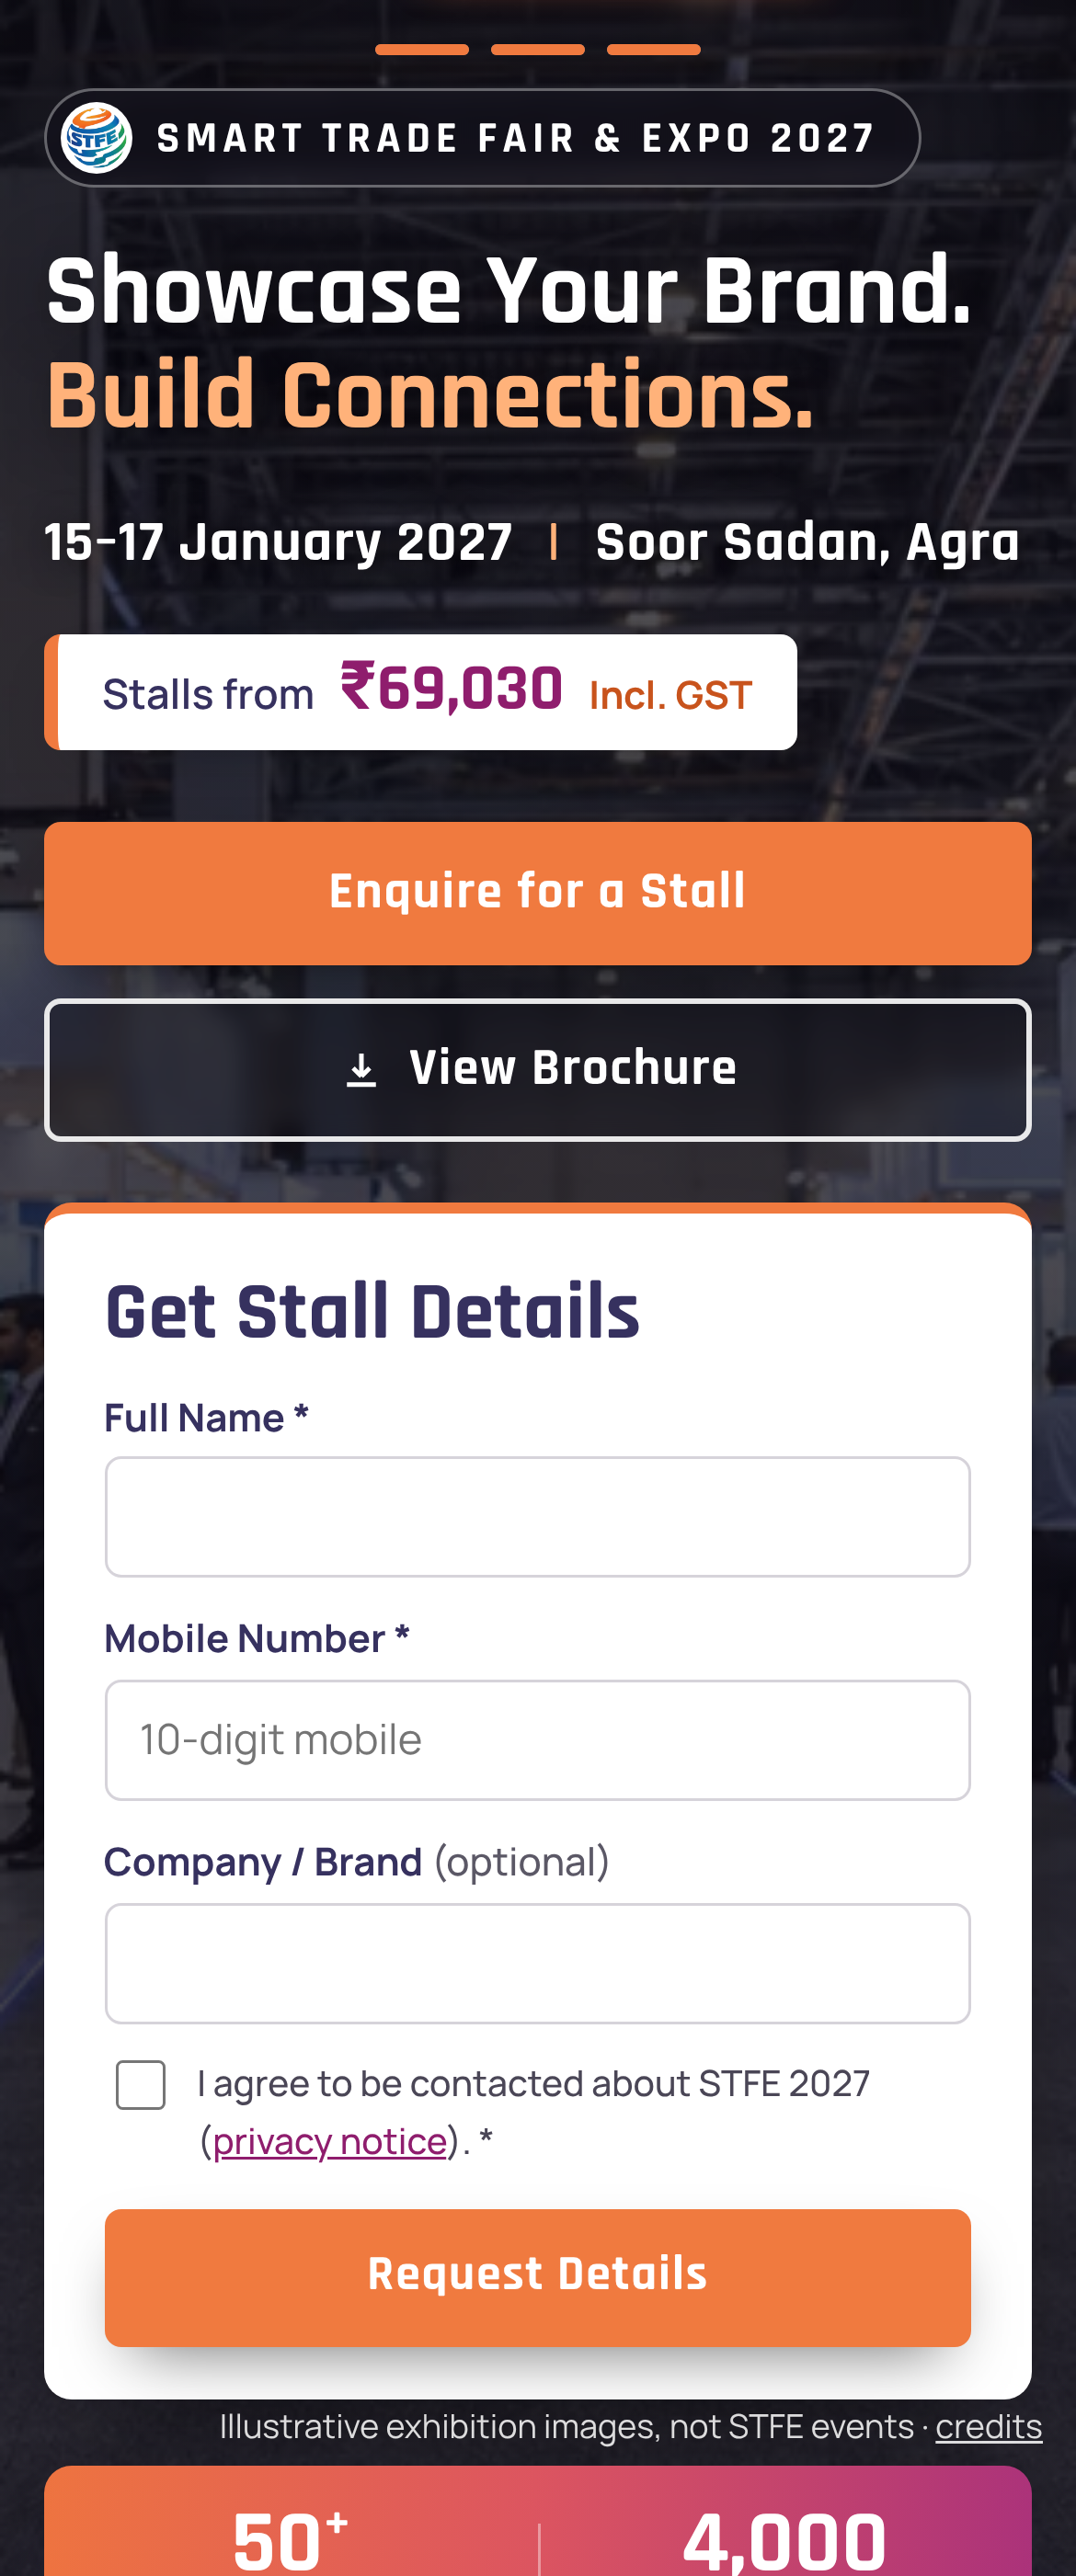 STFE
SMART TRADE FAIR & EXPO 2027
Showcase Your Brand.
Build Connections.
15–17 January 2027 | Soor Sadan, Agra
Stalls from ₹69,030 Incl. GST
Enquire for a Stall
View Brochure
Get Stall Details
Full Name *
Mobile Number *
10-digit mobile
Company / Brand (optional)
I agree to be contacted about STFE 2027
(privacy notice). *
Request Details
Illustrative exhibition images, not STFE events · credits
50+ 4,000